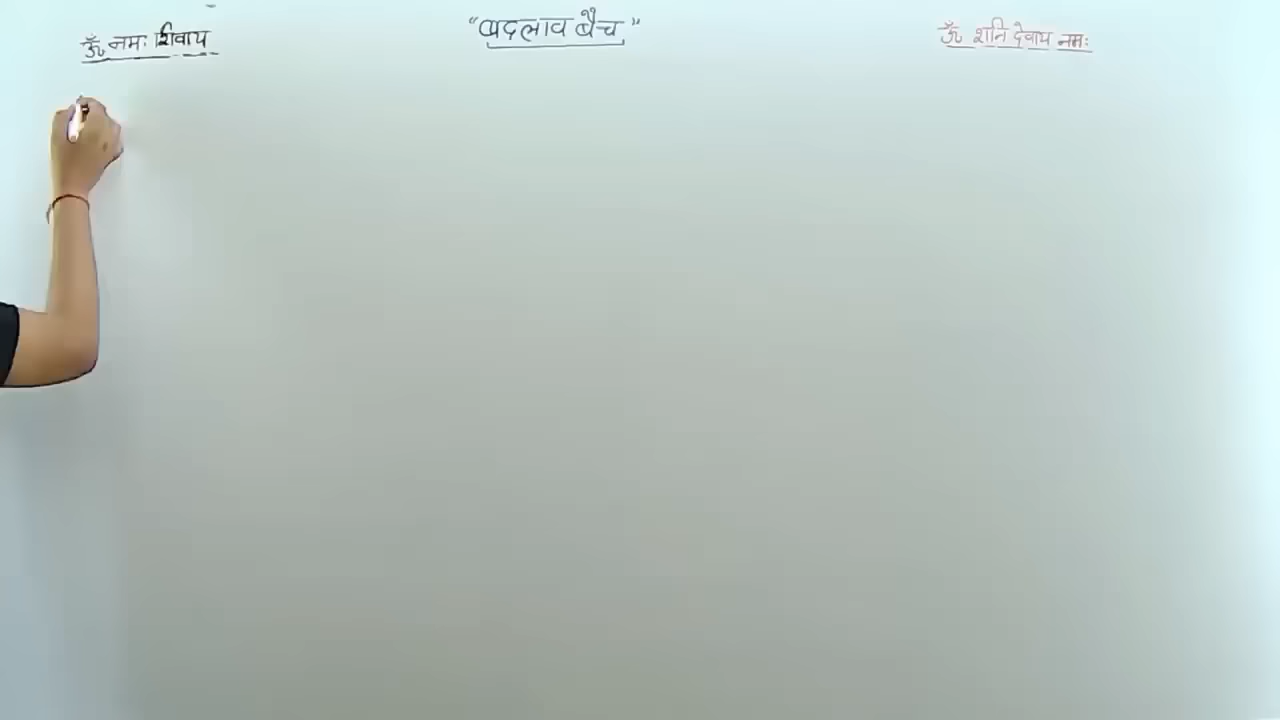 ॐ नमः शिवाय
"बदलाव बैच"
ॐ शनि देवाय नमः